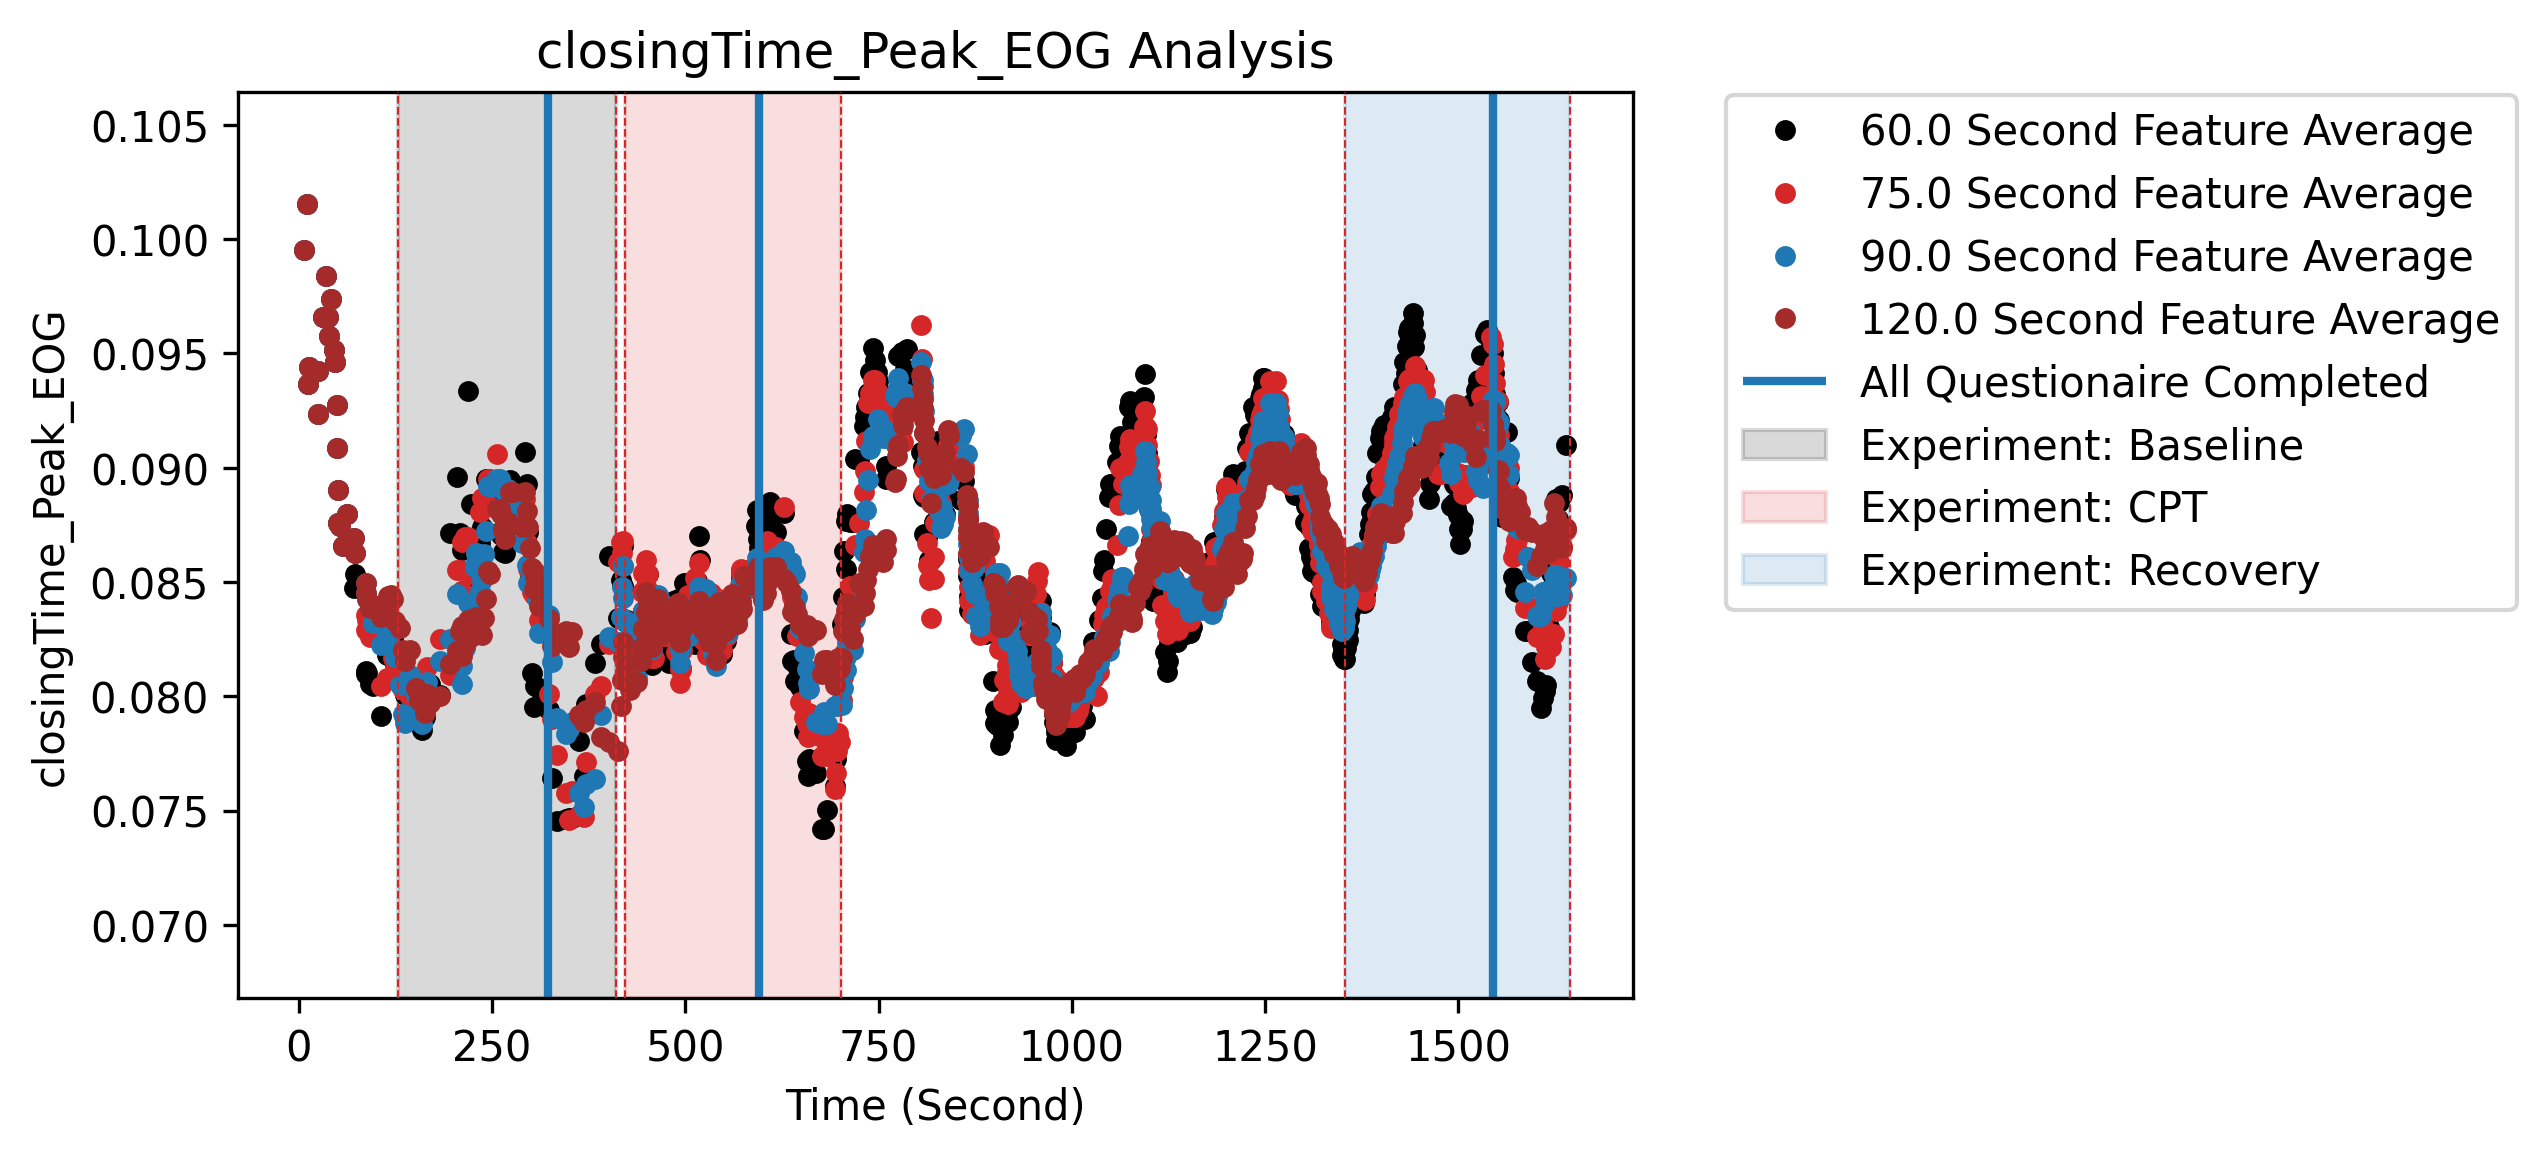 closingTime_Peak_EOG Analysis
closingTime_Peak_EOG
0.105
0.100
0.095
0.090
0.085
0.080
0.075
0.070
0 250 500 750 1000 1250 1500
Time (Second)
60.0 Second Feature Average
75.0 Second Feature Average
90.0 Second Feature Average
120.0 Second Feature Average
All Questionaire Completed
Experiment: Baseline
Experiment: CPT
Experiment: Recovery